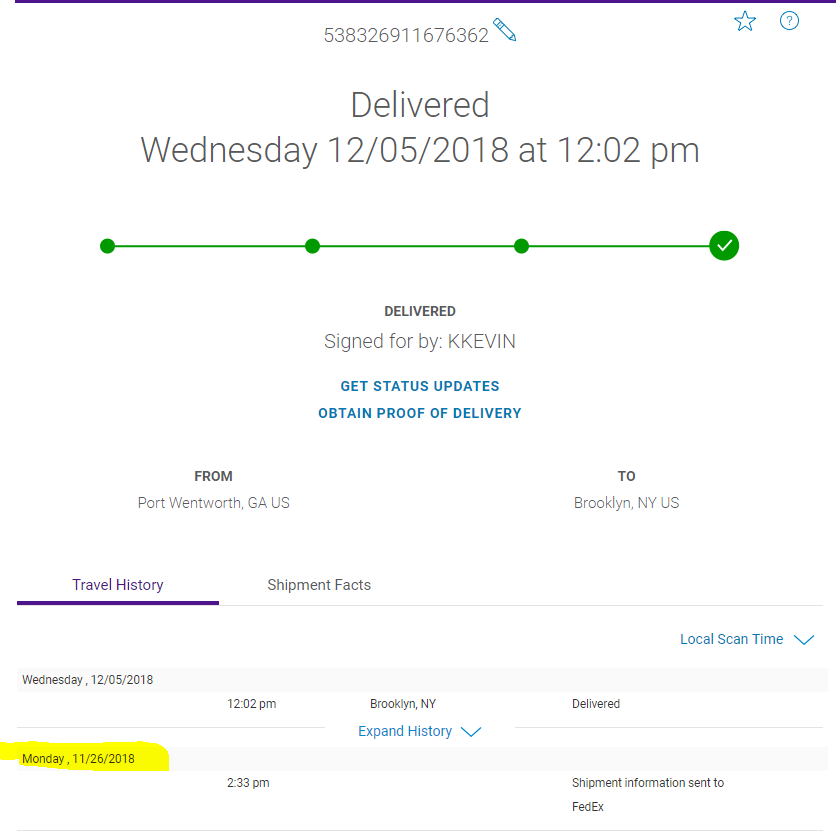 538326911676362
Delivered
Wednesday 12/05/2018 at 12:02 pm
DELIVERED
Signed for by: KKEVIN
GET STATUS UPDATES
OBTAIN PROOF OF DELIVERY
FROM
Port Wentworth, GA US
TO
Brooklyn, NY US
Travel History
Shipment Facts
Local Scan Time
Wednesday , 12/05/2018
12:02 pm Brooklyn, NY Delivered
Expand History
Monday , 11/26/2018
2:33 pm Shipment information sent to
FedEx